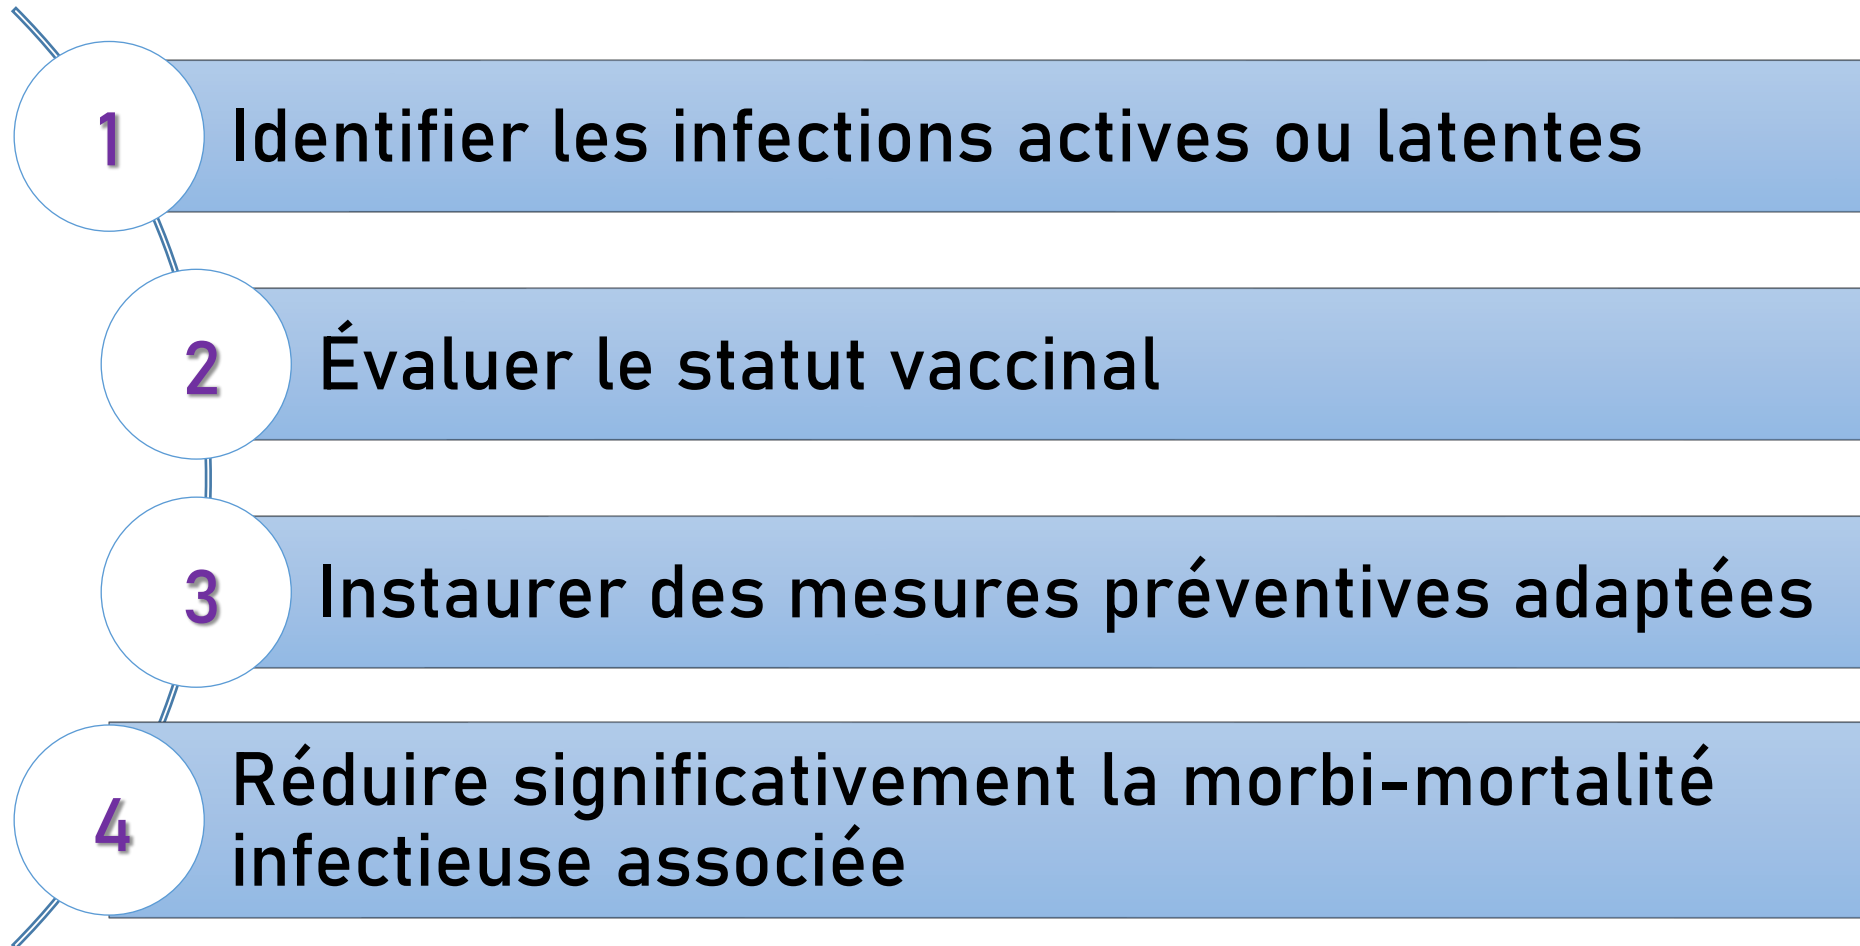 1
Identifier les infections actives ou latentes
2
Évaluer le statut vaccinal
3
Instaurer des mesures préventives adaptées
4
Réduire significativement la morbi-mortalité
infectieuse associée